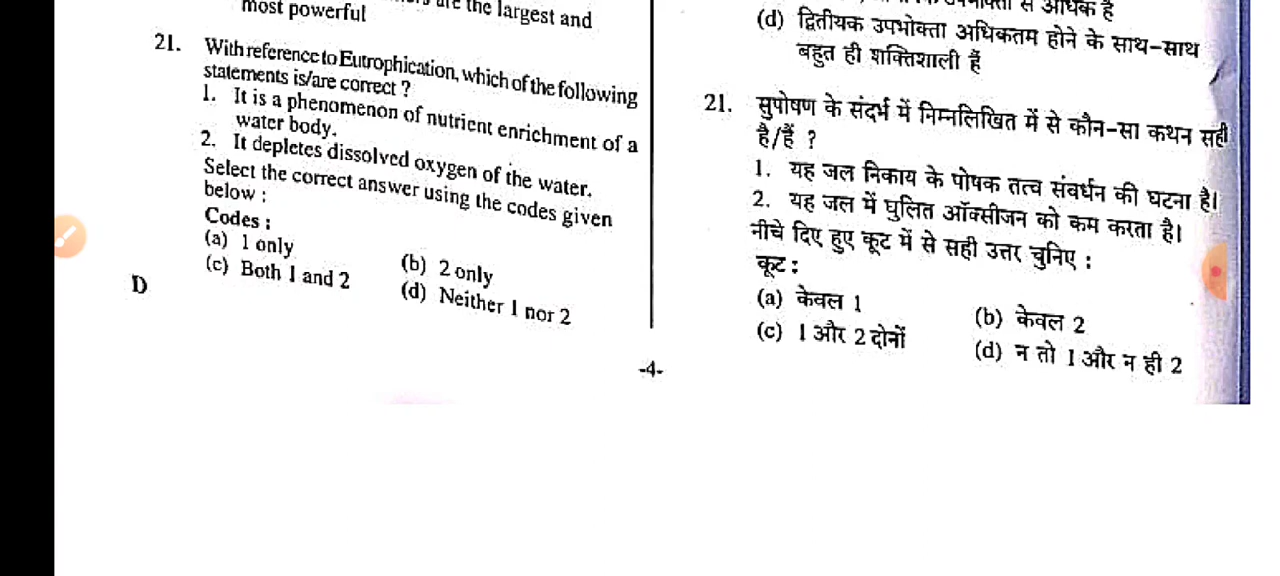 are the largest and
most powerful
21. With reference to Eutrophication, which of the following
statements is/are correct ?
1. It is a phenomenon of nutrient enrichment of a
water body.
2. It depletes dissolved oxygen of the water.
Select the correct answer using the codes given
below :
Codes :
(a) 1 only
(b) 2 only
(c) Both 1 and 2
(d) Neither 1 nor 2
D
से अधिक है
(d) द्वितीयक उपभोक्ता अधिकतम होने के साथ-साथ
बहुत ही शक्तिशाली हैं
21. सुपोषण के संदर्भ में निम्नलिखित में से कौन-सा कथन सही
है/हैं ?
1. यह जल निकाय के पोषक तत्व संवर्धन की घटना है।
2. यह जल में घुलित ऑक्सीजन को कम करता है।
नीचे दिए हुए कूट में से सही उत्तर चुनिए :
कूट :
(a) केवल 1
(b) केवल 2
(c) 1 और 2 दोनों
(d) न तो 1 और न ही 2
-4-